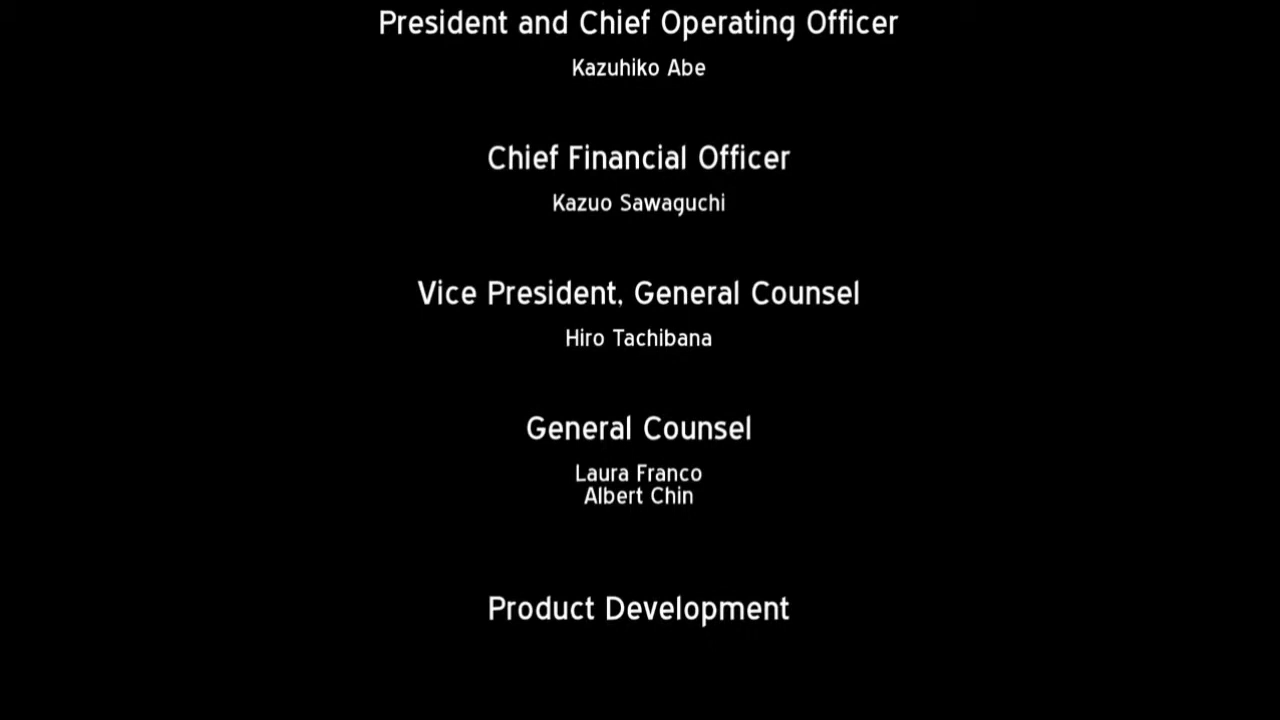 President and Chief Operating Officer
Kazuhiko Abe
Chief Financial Officer
Kazuo Sawaguchi
Vice President, General Counsel
Hiro Tachibana
General Counsel
Laura Franco
Albert Chin
Product Development